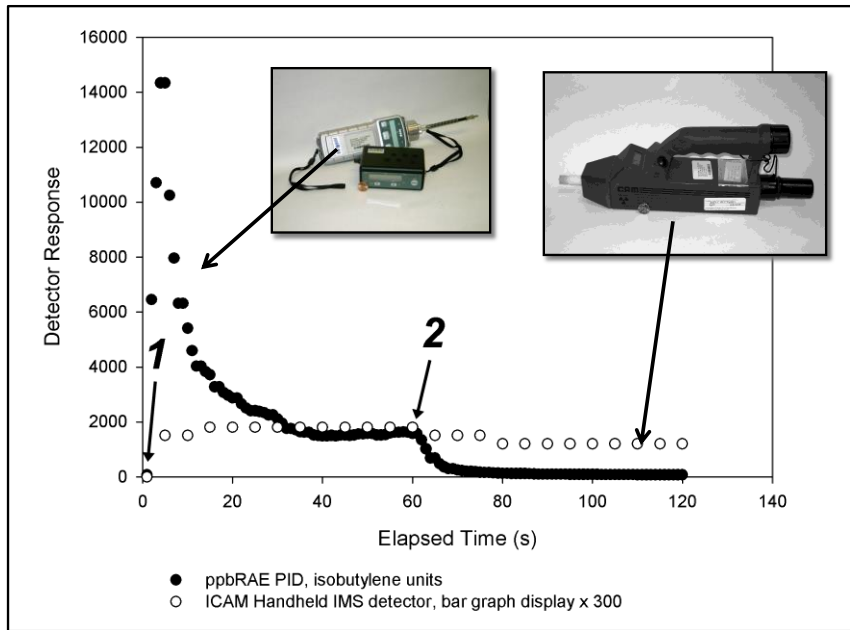 16000
14000
12000
10000
8000
6000
4000
2000
0
Detector Response
1
2
CAM
0 20 40 60 80 100 120 140
Elapsed Time (s)
● ppbRAE PID, isobutylene units
○ ICAM Handheld IMS detector, bar graph display x 300